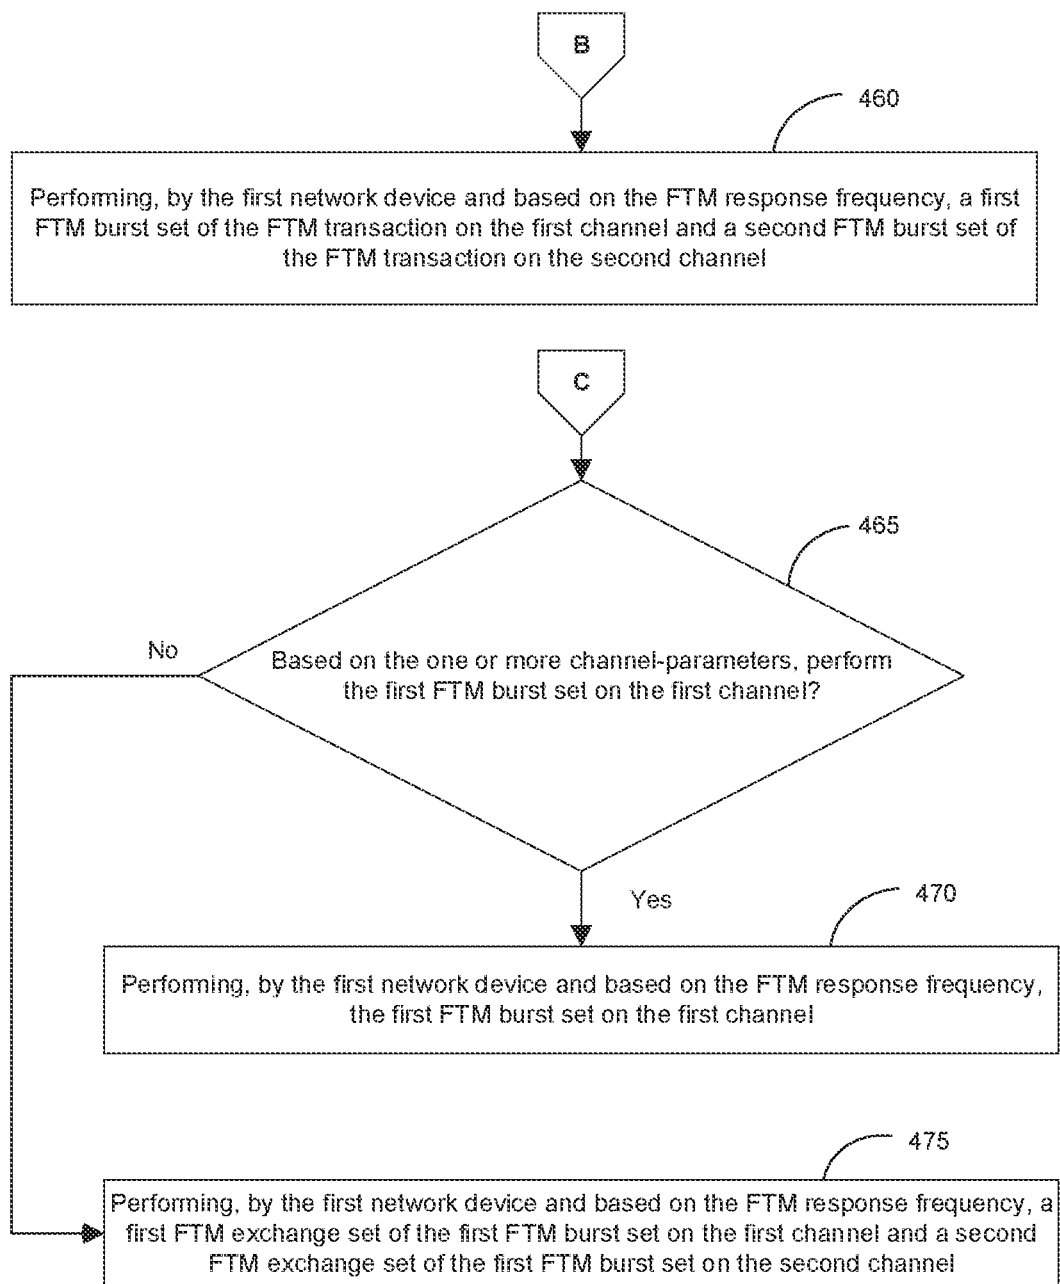 B
460
Performing, by the first network device and based on the FTM response frequency, a first
FTM burst set of the FTM transaction on the first channel and a second FTM burst set of
the FTM transaction on the second channel
C
465
No
Based on the one or more channel-parameters, perform
the first FTM burst set on the first channel?
Yes
470
Performing, by the first network device and based on the FTM response frequency,
the first FTM burst set on the first channel
475
Performing, by the first network device and based on the FTM response frequency, a
first FTM exchange set of the first FTM burst set on the first channel and a second
FTM exchange set of the first FTM burst set on the second channel